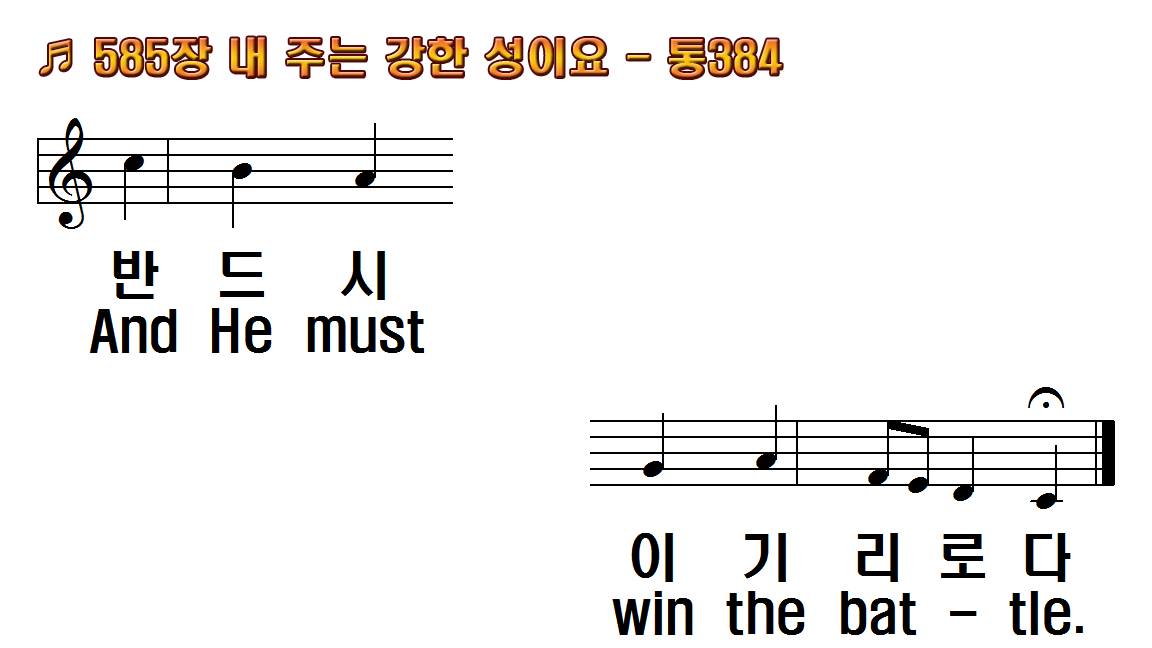 ♬ 585장 내 주는 강한 성이요 - 통384
반 드 시
And He must
이 기 리 로 다
win the bat - tle.